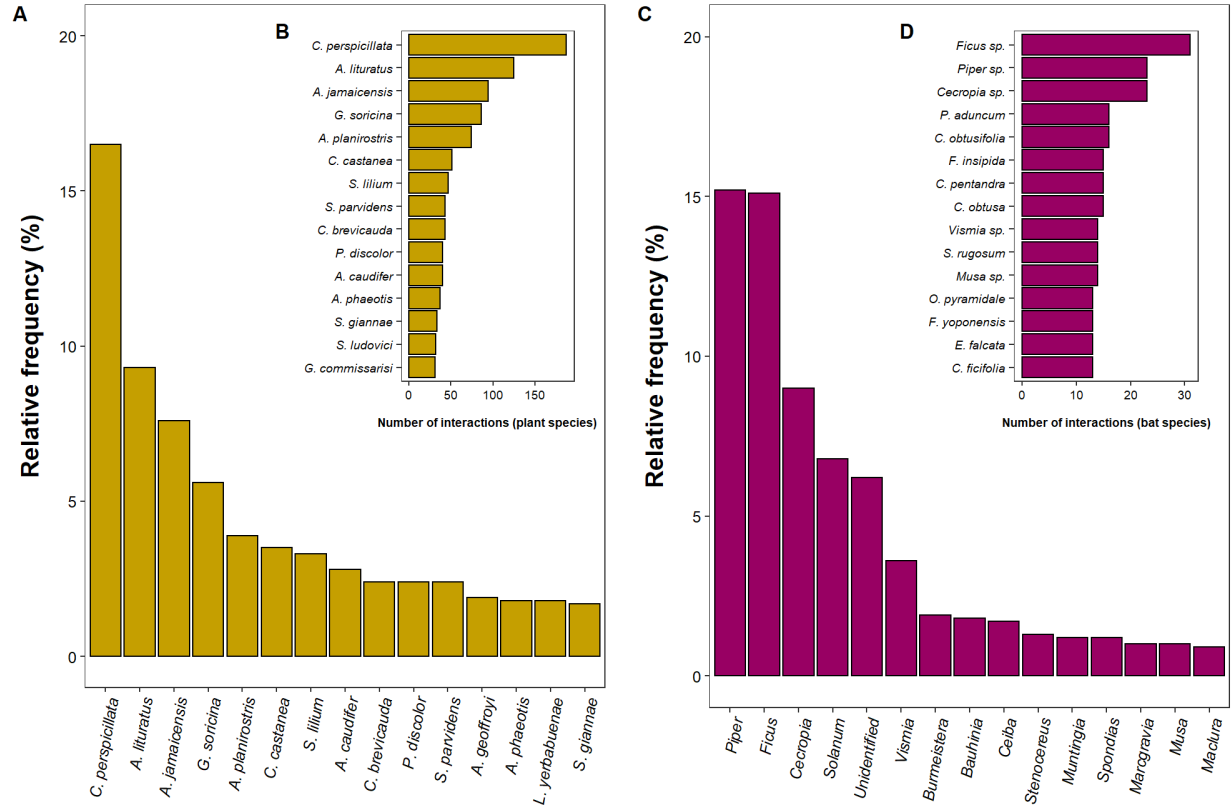 A
20
15
10
5
0
Relative frequency (%)
C. perspicillata
A. lituratus
A. jamaicensis
G. soricina
A. planirostris
C. castanea
S. lilium
A. caudifer
C. brevicauda
P. discolor
S. parvidens
A. geoffroyi
A. phaeotis
L. yerbabuenae
S. giannae
B
C. perspicillata
A. lituratus
A. jamaicensis
G. soricina
A. planirostris
C. castanea
S. lilium
S. parvidens
C. brevicauda
P. discolor
A. caudifer
A. phaeotis
S. giannae
S. ludovici
G. commissarisi
0 50 100 150
Number of interactions (plant species)
C
20
15
10
5
0
Relative frequency (%)
Piper
Ficus
Cecropia
Solanum
Unidentified
Vismia
Burmeistera
Bauhinia
Ceiba
Stenocereus
Muntingia
Spondias
Marcgravia
Musa
Maclura
D
Ficus sp.
Piper sp.
Cecropia sp.
P. aduncum
C. obtusifolia
F. insipida
C. pentandra
C. obtusa
Vismia sp.
S. rugosum
Musa sp.
O. pyramidale
F. yoponensis
E. falcata
C. ficifolia
0 10 20 30
Number of interactions (bat species)